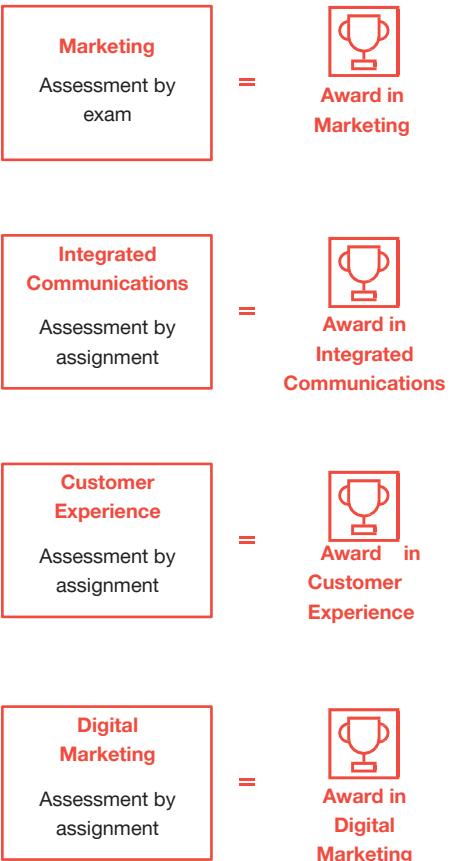 Marketing
Assessment by
exam
=
Award in
Marketing
Integrated
Communications
Assessment by
assignment
=
Award in
Integrated
Communications
Customer
Experience
Assessment by
assignment
=
Award in
Customer
Experience
Digital
Marketing
Assessment by
assignment
=
Award in
Digital
Marketing